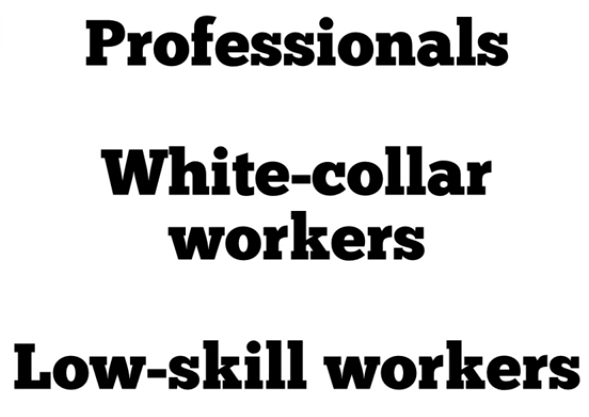 Professionals
White-collar
workers
Low-skill workers